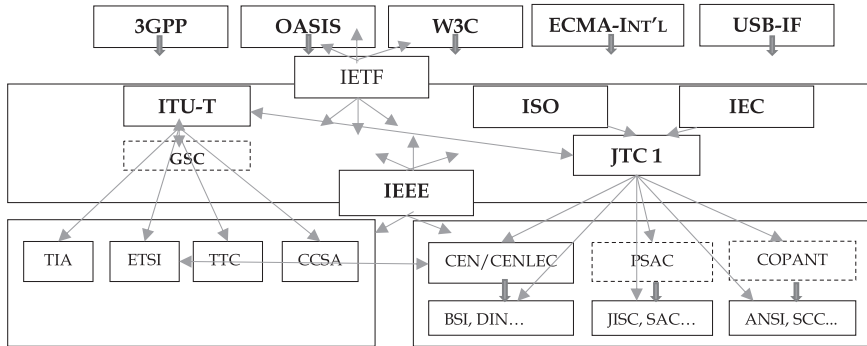 3GPP
OASIS
W3C
ECMA-INT'L
USB-IF
IETF
ITU-T
ISO
IEC
GSC
JTC 1
IEEE
TIA
ETSI
TTC
CCSA
CEN/CENLEC
PSAC
COPANT
BSI, DIN...
JISC, SAC...
ANSI, SCC...